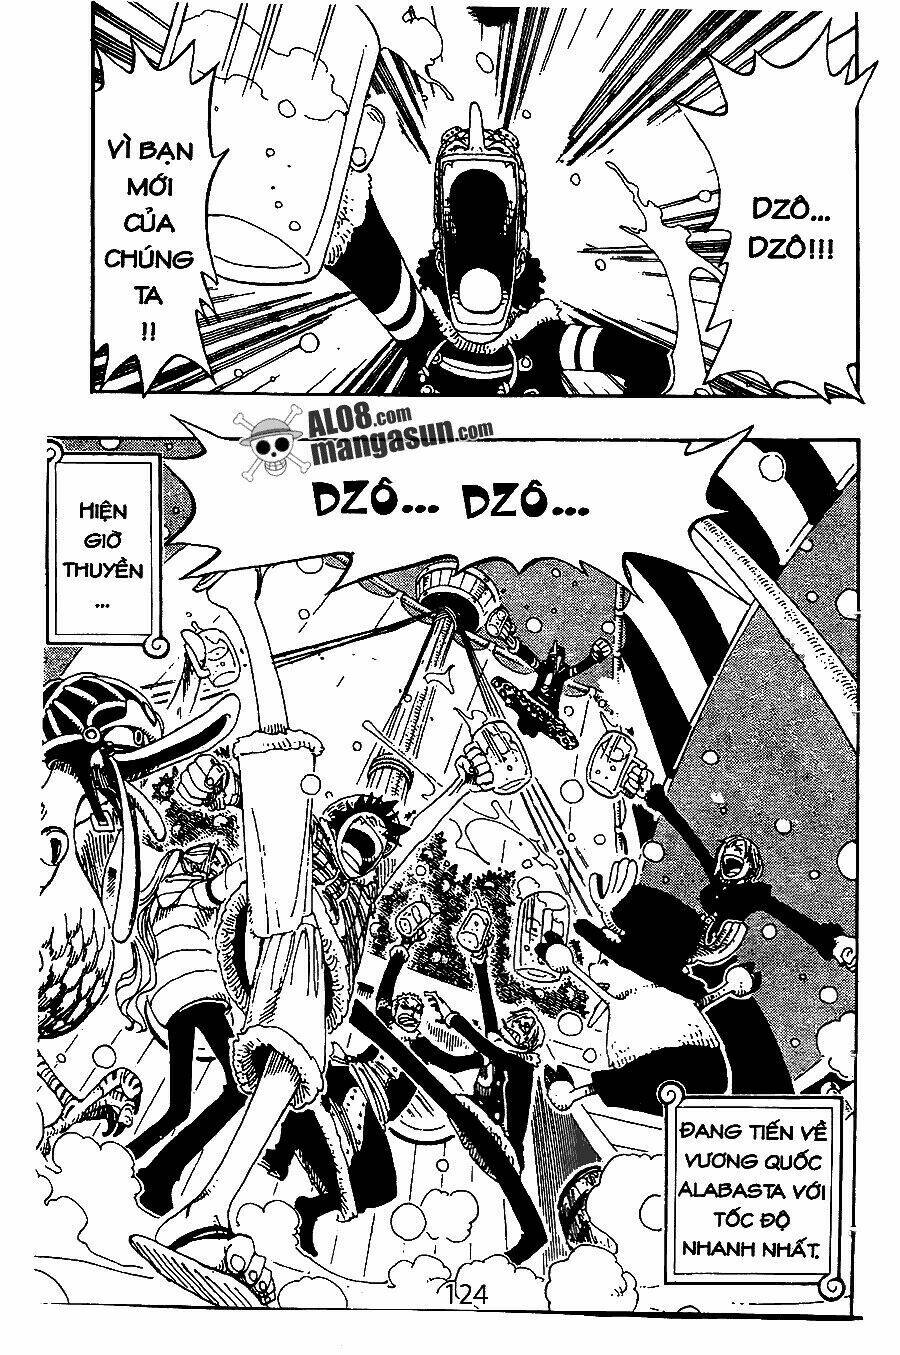 DZÔ...
DZÔ!!!
VÌ BẠN
MỚI
CỦA
CHÚNG
TA
!!
AL08.com
mangasun.com
DZÔ... DZÔ...
HIỆN
GIỜ
THUYỀN
...
ĐANG TIẾN VỀ
VƯƠNG QUỐC
ALABASTA VỚI
TỐC ĐỘ
NHANH NHẤT.
124